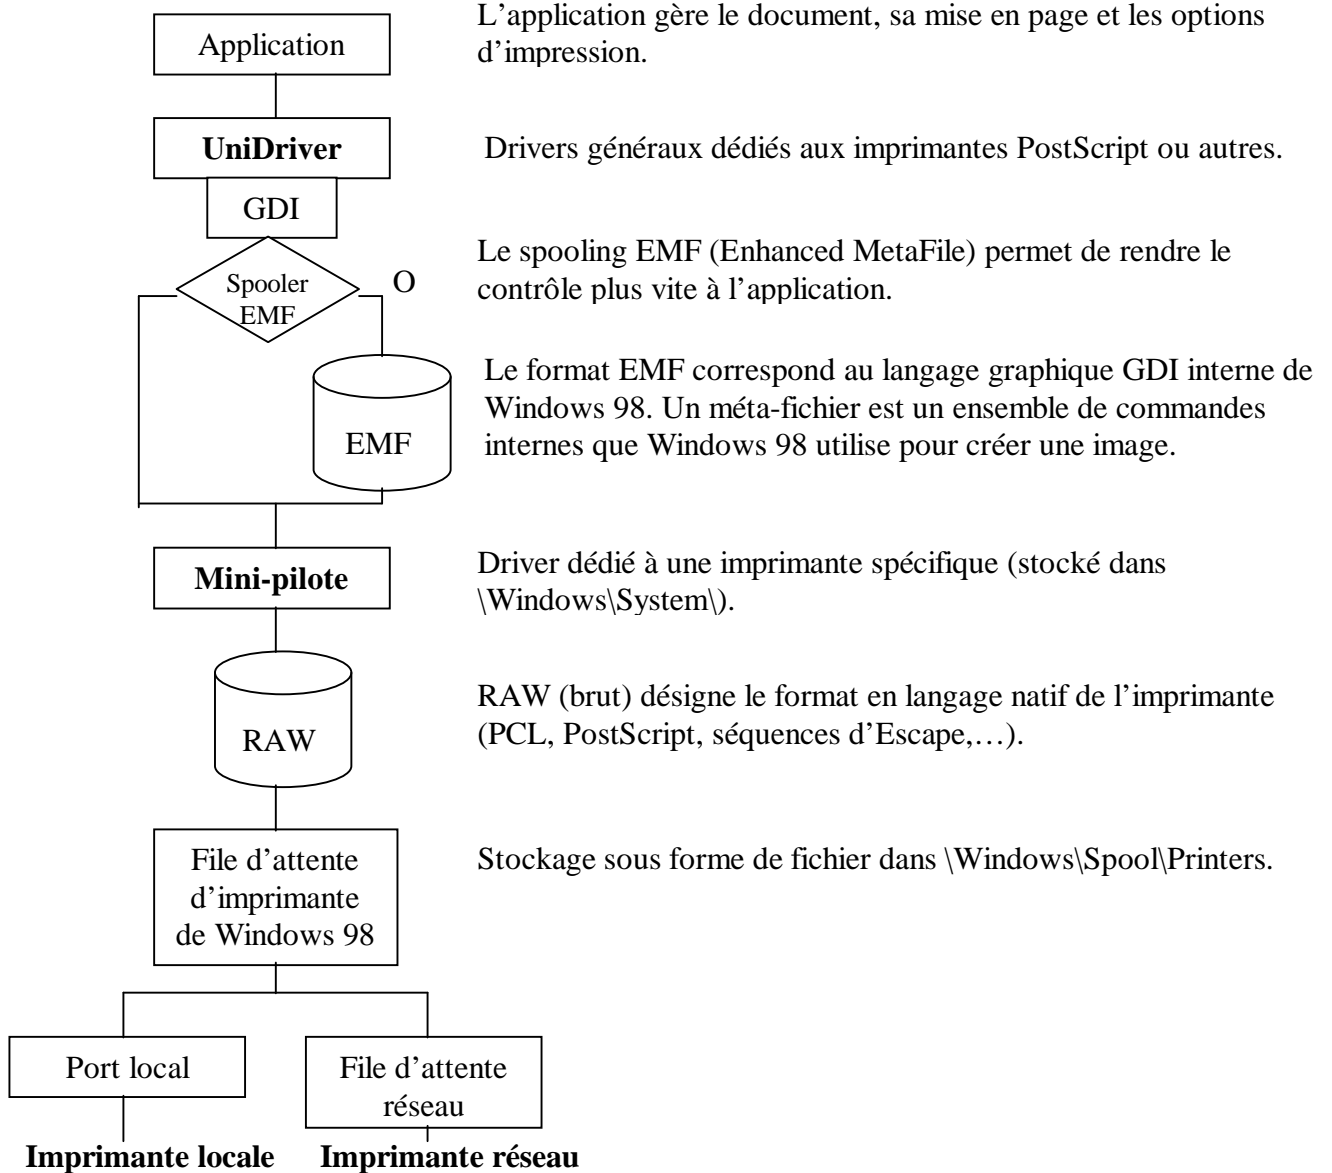 L’application gère le document, sa mise en page et les options
d’impression.
Application
UniDriver
Drivers généraux dédiés aux imprimantes PostScript ou autres.
GDI
Le spooling EMF (Enhanced MetaFile) permet de rendre le
contrôle plus vite à l’application.
Spooler
EMF
O
Le format EMF correspond au langage graphique GDI interne de
Windows 98. Un méta-fichier est un ensemble de commandes
internes que Windows 98 utilise pour créer une image.
EMF
Mini-pilote
Driver dédié à une imprimante spécifique (stocké dans
\Windows\System\).
RAW
RAW (brut) désigne le format en langage natif de l’imprimante
(PCL, PostScript, séquences d’Escape,…).
File d’attente
d’imprimante
de Windows 98
Stockage sous forme de fichier dans \Windows\Spool\Printers.
Port local
File d’attente
réseau
Imprimante locale
Imprimante réseau